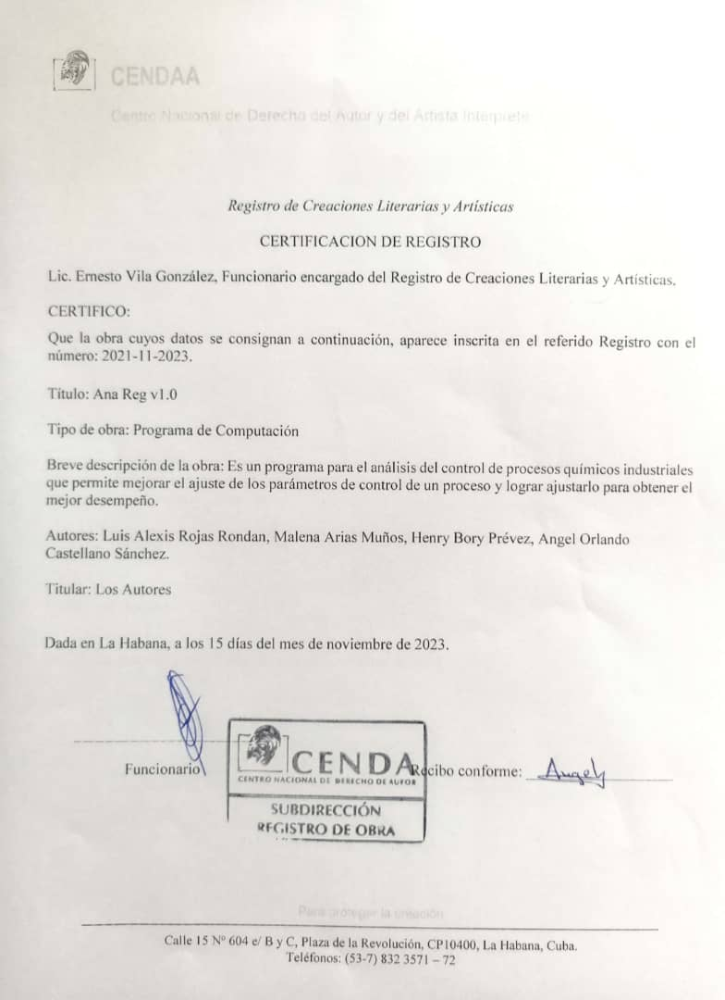 CENDAA
Centro Nacional de Derecho del Autor y del Artista Intérprete
Registro de Creaciones Literarias y Artísticas
CERTIFICACION DE REGISTRO
Lic. Ernesto Vila González, Funcionario encargado del Registro de Creaciones Literarias y Artísticas.
CERTIFICO:
Que la obra cuyos datos se consignan a continuación, aparece inscrita en el referido Registro con el
número: 2021-11-2023.
Título: Ana Reg v1.0
Tipo de obra: Programa de Computación
Breve descripción de la obra: Es un programa para el análisis del control de procesos químicos industriales
que permite mejorar el ajuste de los parámetros de control de un proceso y lograr ajustarlo para obtener el
mejor desempeño.
Autores: Luis Alexis Rojas Rondan, Malena Arias Muños, Henry Bory Prévez, Angel Orlando
Castellano Sánchez.
Titular: Los Autores
Dada en La Habana, a los 15 días del mes de noviembre de 2023.
Funcionario
CENDA
CENTRO NACIONAL DE DERECHO DE AUTOR
SUBDIRECCIÓN
REGISTRO DE OBRA
Recibo conforme: Angel
Para proteger la creación
Calle 15 Nº 604 e/ B y C, Plaza de la Revolución, CP10400, La Habana, Cuba.
Teléfonos: (53-7) 832 3571 – 72